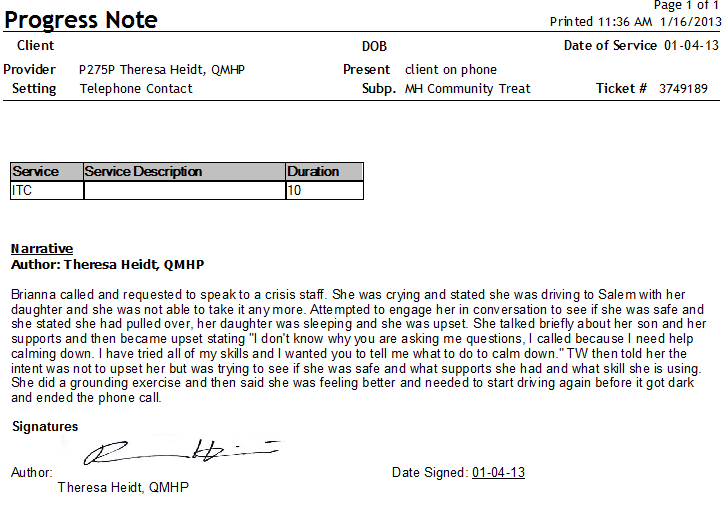 Page 1 of 1
Progress Note
Printed 11:36 AM 1/16/2013
Client DOB Date of Service 01-04-13
Provider P275P Theresa Heidt, QMHP Present client on phone
Setting Telephone Contact Subp. MH Community Treat Ticket # 3749189
Service Service Description Duration
ITC 10
Narrative
Author: Theresa Heidt, QMHP
Brianna called and requested to speak to a crisis staff. She was crying and stated she was driving to Salem with her
daughter and she was not able to take it any more. Attempted to engage her in conversation to see if she was safe and
she stated she had pulled over, her daughter was sleeping and she was upset. She talked briefly about her son and her
supports and then became upset stating "I don't know why you are asking me questions, I called because I need help
calming down. I have tried all of my skills and I wanted you to tell me what to do to calm down." TW then told her the
intent was not to upset her but was trying to see if she was safe and what supports she had and what skill she is using.
She did a grounding exercise and then said she was feeling better and needed to start driving again before it got dark
and ended the phone call.
Signatures
Author: Date Signed: 01-04-13
Theresa Heidt, QMHP